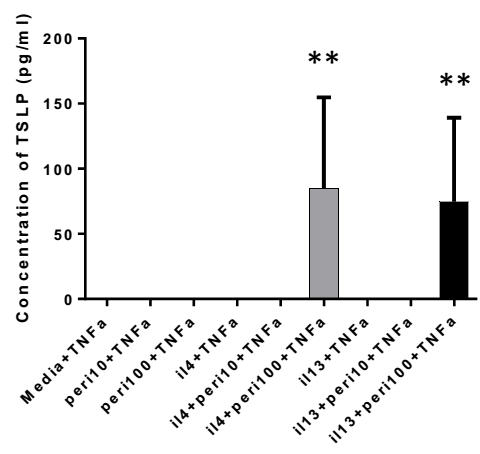 Concentration of TSLP (pg/ml)
200
150
100
50
0
**
**
Media+TNFa
peri10+TNFa
peri100+TNFa
il4+TNFa
il4+peri10+TNFa
il4+peri100+TNFa
il13+TNFa
il13+peri10+TNFa
il13+peri100+TNFa